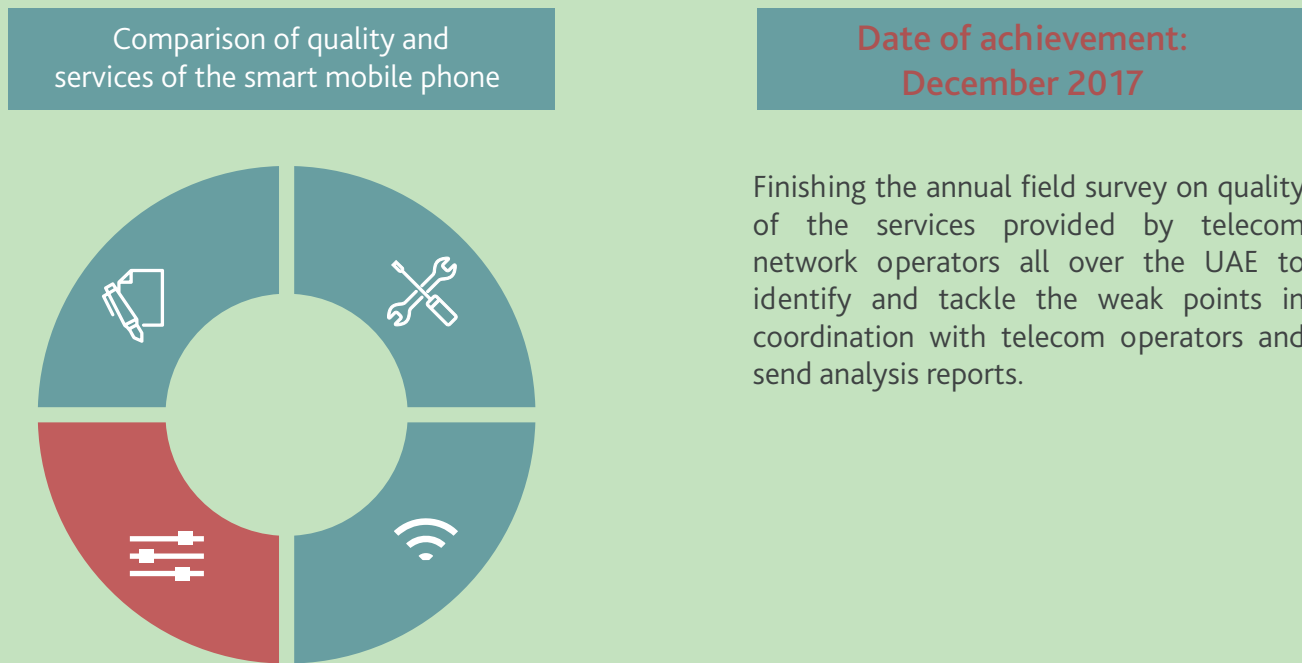 Comparison of quality and
services of the smart mobile phone
Date of achievement:
December 2017
Finishing the annual field survey on quality
of the services provided by telecom
network operators all over the UAE to
identify and tackle the weak points in
coordination with telecom operators and
send analysis reports.